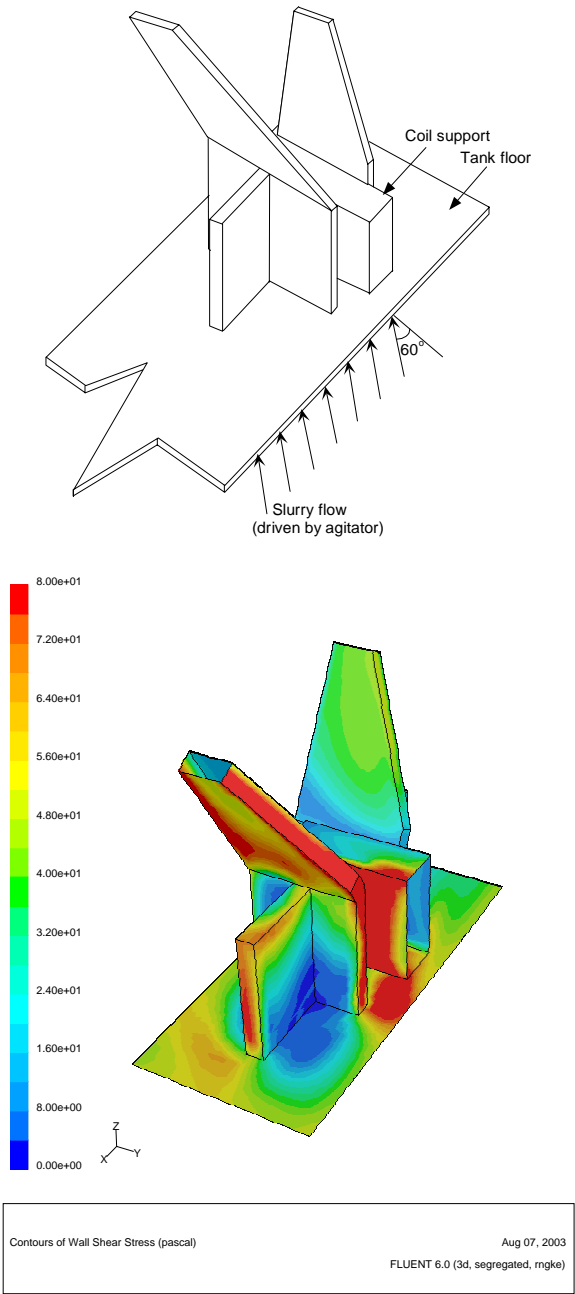 Coil support
Tank floor
60°
Slurry flow
(driven by agitator)
8.00e+01
7.20e+01
6.40e+01
5.60e+01
4.80e+01
4.00e+01
3.20e+01
2.40e+01
1.60e+01
8.00e+00
0.00e+00
Z
X Y
Contours of Wall Shear Stress (pascal)
Aug 07, 2003
FLUENT 6.0 (3d, segregated, rngke)